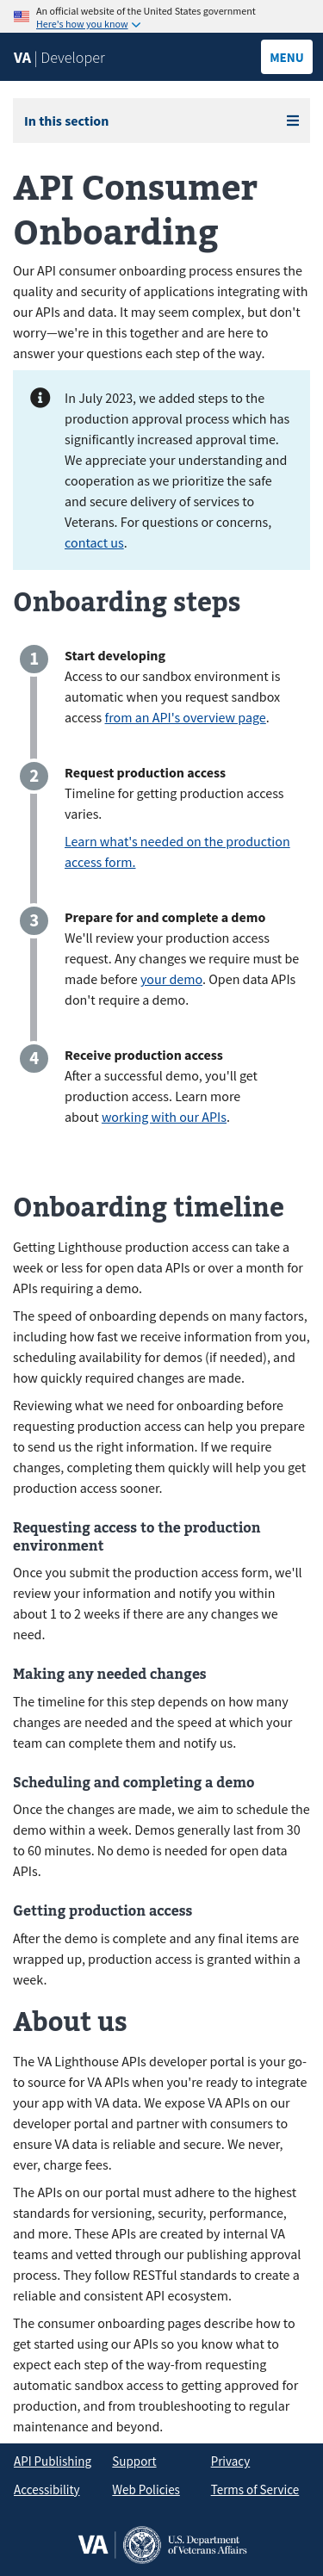 An official website of the United States government
Here's how you know
VA | Developer
MENU
In this section
API Consumer
Onboarding
Our API consumer onboarding process ensures the
quality and security of applications integrating with
our APIs and data. It may seem complex, but don't
worry—we're in this together and are here to
answer your questions each step of the way.
In July 2023, we added steps to the
production approval process which has
significantly increased approval time.
We appreciate your understanding and
cooperation as we prioritize the safe
and secure delivery of services to
Veterans. For questions or concerns,
contact us.
Onboarding steps
1
Start developing
Access to our sandbox environment is
automatic when you request sandbox
access from an API's overview page.
2
Request production access
Timeline for getting production access
varies.
Learn what's needed on the production
access form.
3
Prepare for and complete a demo
We'll review your production access
request. Any changes we require must be
made before your demo. Open data APIs
don't require a demo.
4
Receive production access
After a successful demo, you'll get
production access. Learn more
about working with our APIs.
Onboarding timeline
Getting Lighthouse production access can take a
week or less for open data APIs or over a month for
APIs requiring a demo.
The speed of onboarding depends on many factors,
including how fast we receive information from you,
scheduling availability for demos (if needed), and
how quickly required changes are made.
Reviewing what we need for onboarding before
requesting production access can help you prepare
to send us the right information. If we require
changes, completing them quickly will help you get
production access sooner.
Requesting access to the production
environment
Once you submit the production access form, we'll
review your information and notify you within
about 1 to 2 weeks if there are any changes we
need.
Making any needed changes
The timeline for this step depends on how many
changes are needed and the speed at which your
team can complete them and notify us.
Scheduling and completing a demo
Once the changes are made, we aim to schedule the
demo within a week. Demos generally last from 30
to 60 minutes. No demo is needed for open data
APIs.
Getting production access
After the demo is complete and any final items are
wrapped up, production access is granted within a
week.
About us
The VA Lighthouse APIs developer portal is your go-
to source for VA APIs when you're ready to integrate
your app with VA data. We expose VA APIs on our
developer portal and partner with consumers to
ensure VA data is reliable and secure. We never,
ever, charge fees.
The APIs on our portal must adhere to the highest
standards for versioning, security, performance,
and more. These APIs are created by internal VA
teams and vetted through our publishing approval
process. They follow RESTful standards to create a
reliable and consistent API ecosystem.
The consumer onboarding pages describe how to
get started using our APIs so you know what to
expect each step of the way-from requesting
automatic sandbox access to getting approved for
production, and from troubleshooting to regular
maintenance and beyond.
API Publishing Support Privacy
Accessibility Web Policies Terms of Service
VA
U.S. Department
of Veterans Affairs